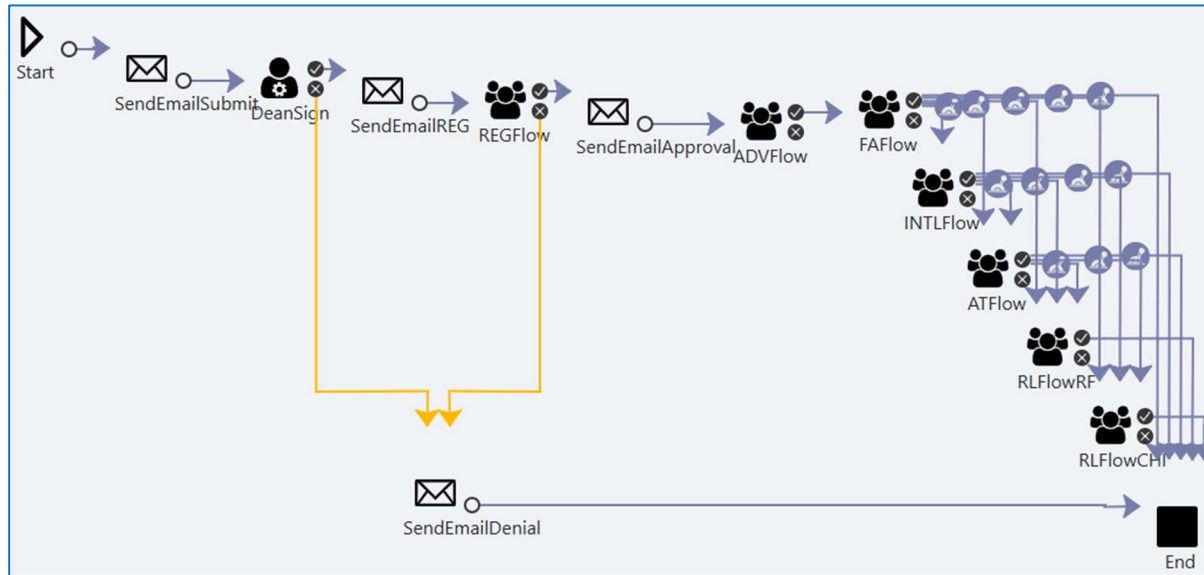 Start
SendEmailSubmit
DeanSign
SendEmailREG
REGFlow
SendEmailApproval
ADVFlow
FAFlow
INTLFlow
ATFlow
RLFlowRF
RLFlowCHI
SendEmailDenial
End